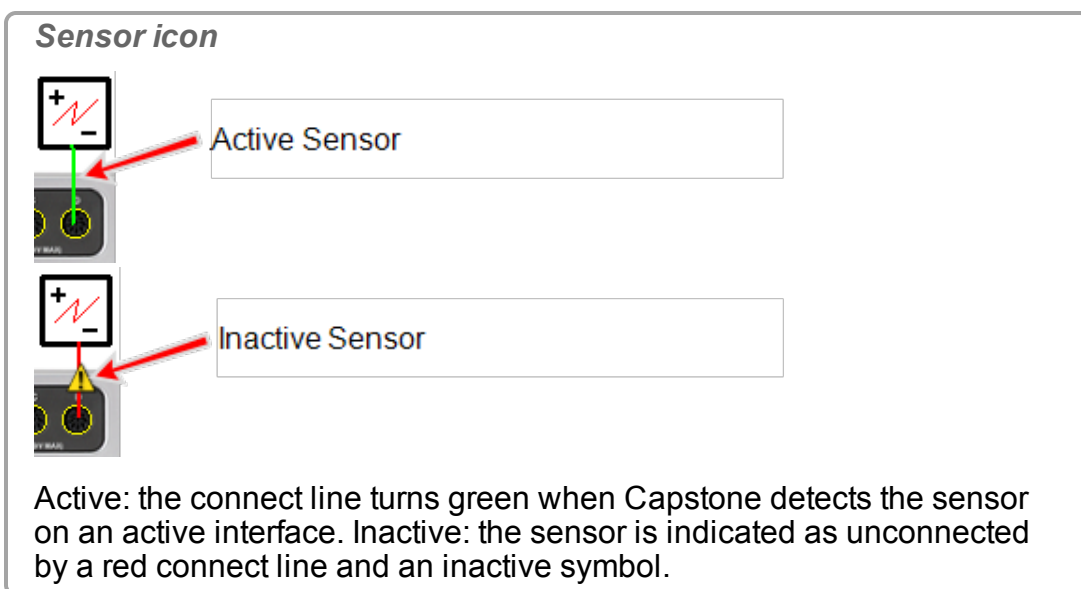 Sensor icon
Active Sensor
Inactive Sensor
Active: the connect line turns green when Capstone detects the sensor
on an active interface. Inactive: the sensor is indicated as unconnected
by a red connect line and an inactive symbol.